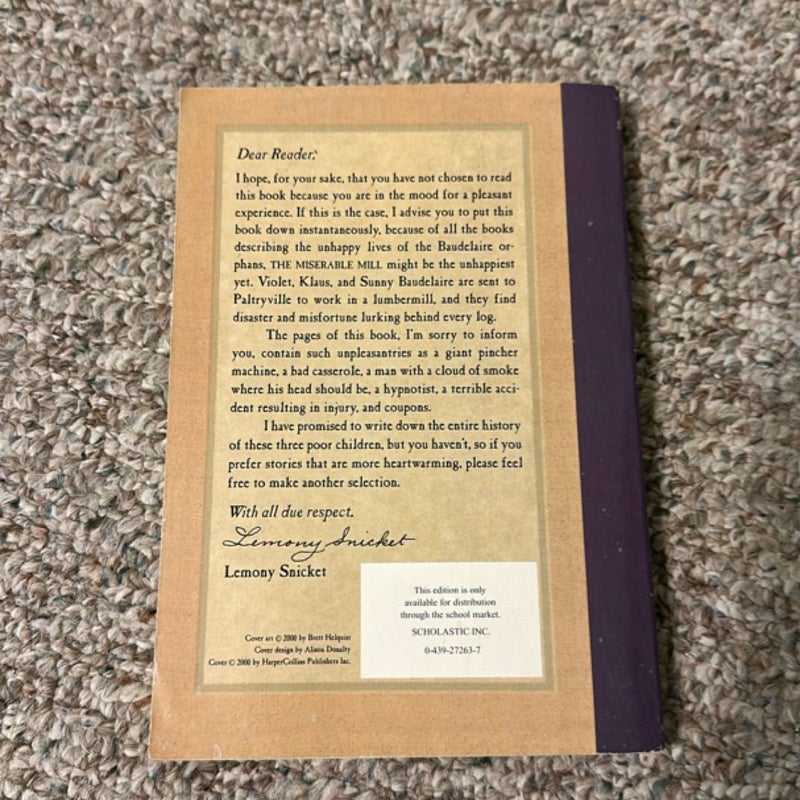 Dear Reader,
I hope, for your sake, that you have not chosen to read
this book because you are in the mood for a pleasant
experience. If this is the case, I advise you to put this
book down instantaneously, because of all the books
describing the unhappy lives of the Baudelaire or-
phans, THE MISERABLE MILL might be the unhappiest
yet. Violet, Klaus, and Sunny Baudelaire are sent to
Paltryville to work in a lumbermill, and they find
disaster and misfortune lurking behind every log.
The pages of this book, I'm sorry to inform
you, contain such unpleasantries as a giant pincher
machine, a bad casserole, a man with a cloud of smoke
where his head should be, a hypnotist, a terrible acci-
dent resulting in injury, and coupons.
I have promised to write down the entire history
of these three poor children, but you haven't, so if you
prefer stories that are more heartwarming, please feel
free to make another selection.
With all due respect,
Lemony Snicket
Lemony Snicket
Cover art © 2000 by Brett Helquist
Cover design by Alison Donalty
Cover © 2000 by HarperCollins Publishers Inc.
This edition is only
available for distribution
through the school market.
SCHOLASTIC INC.
0-439-27263-7